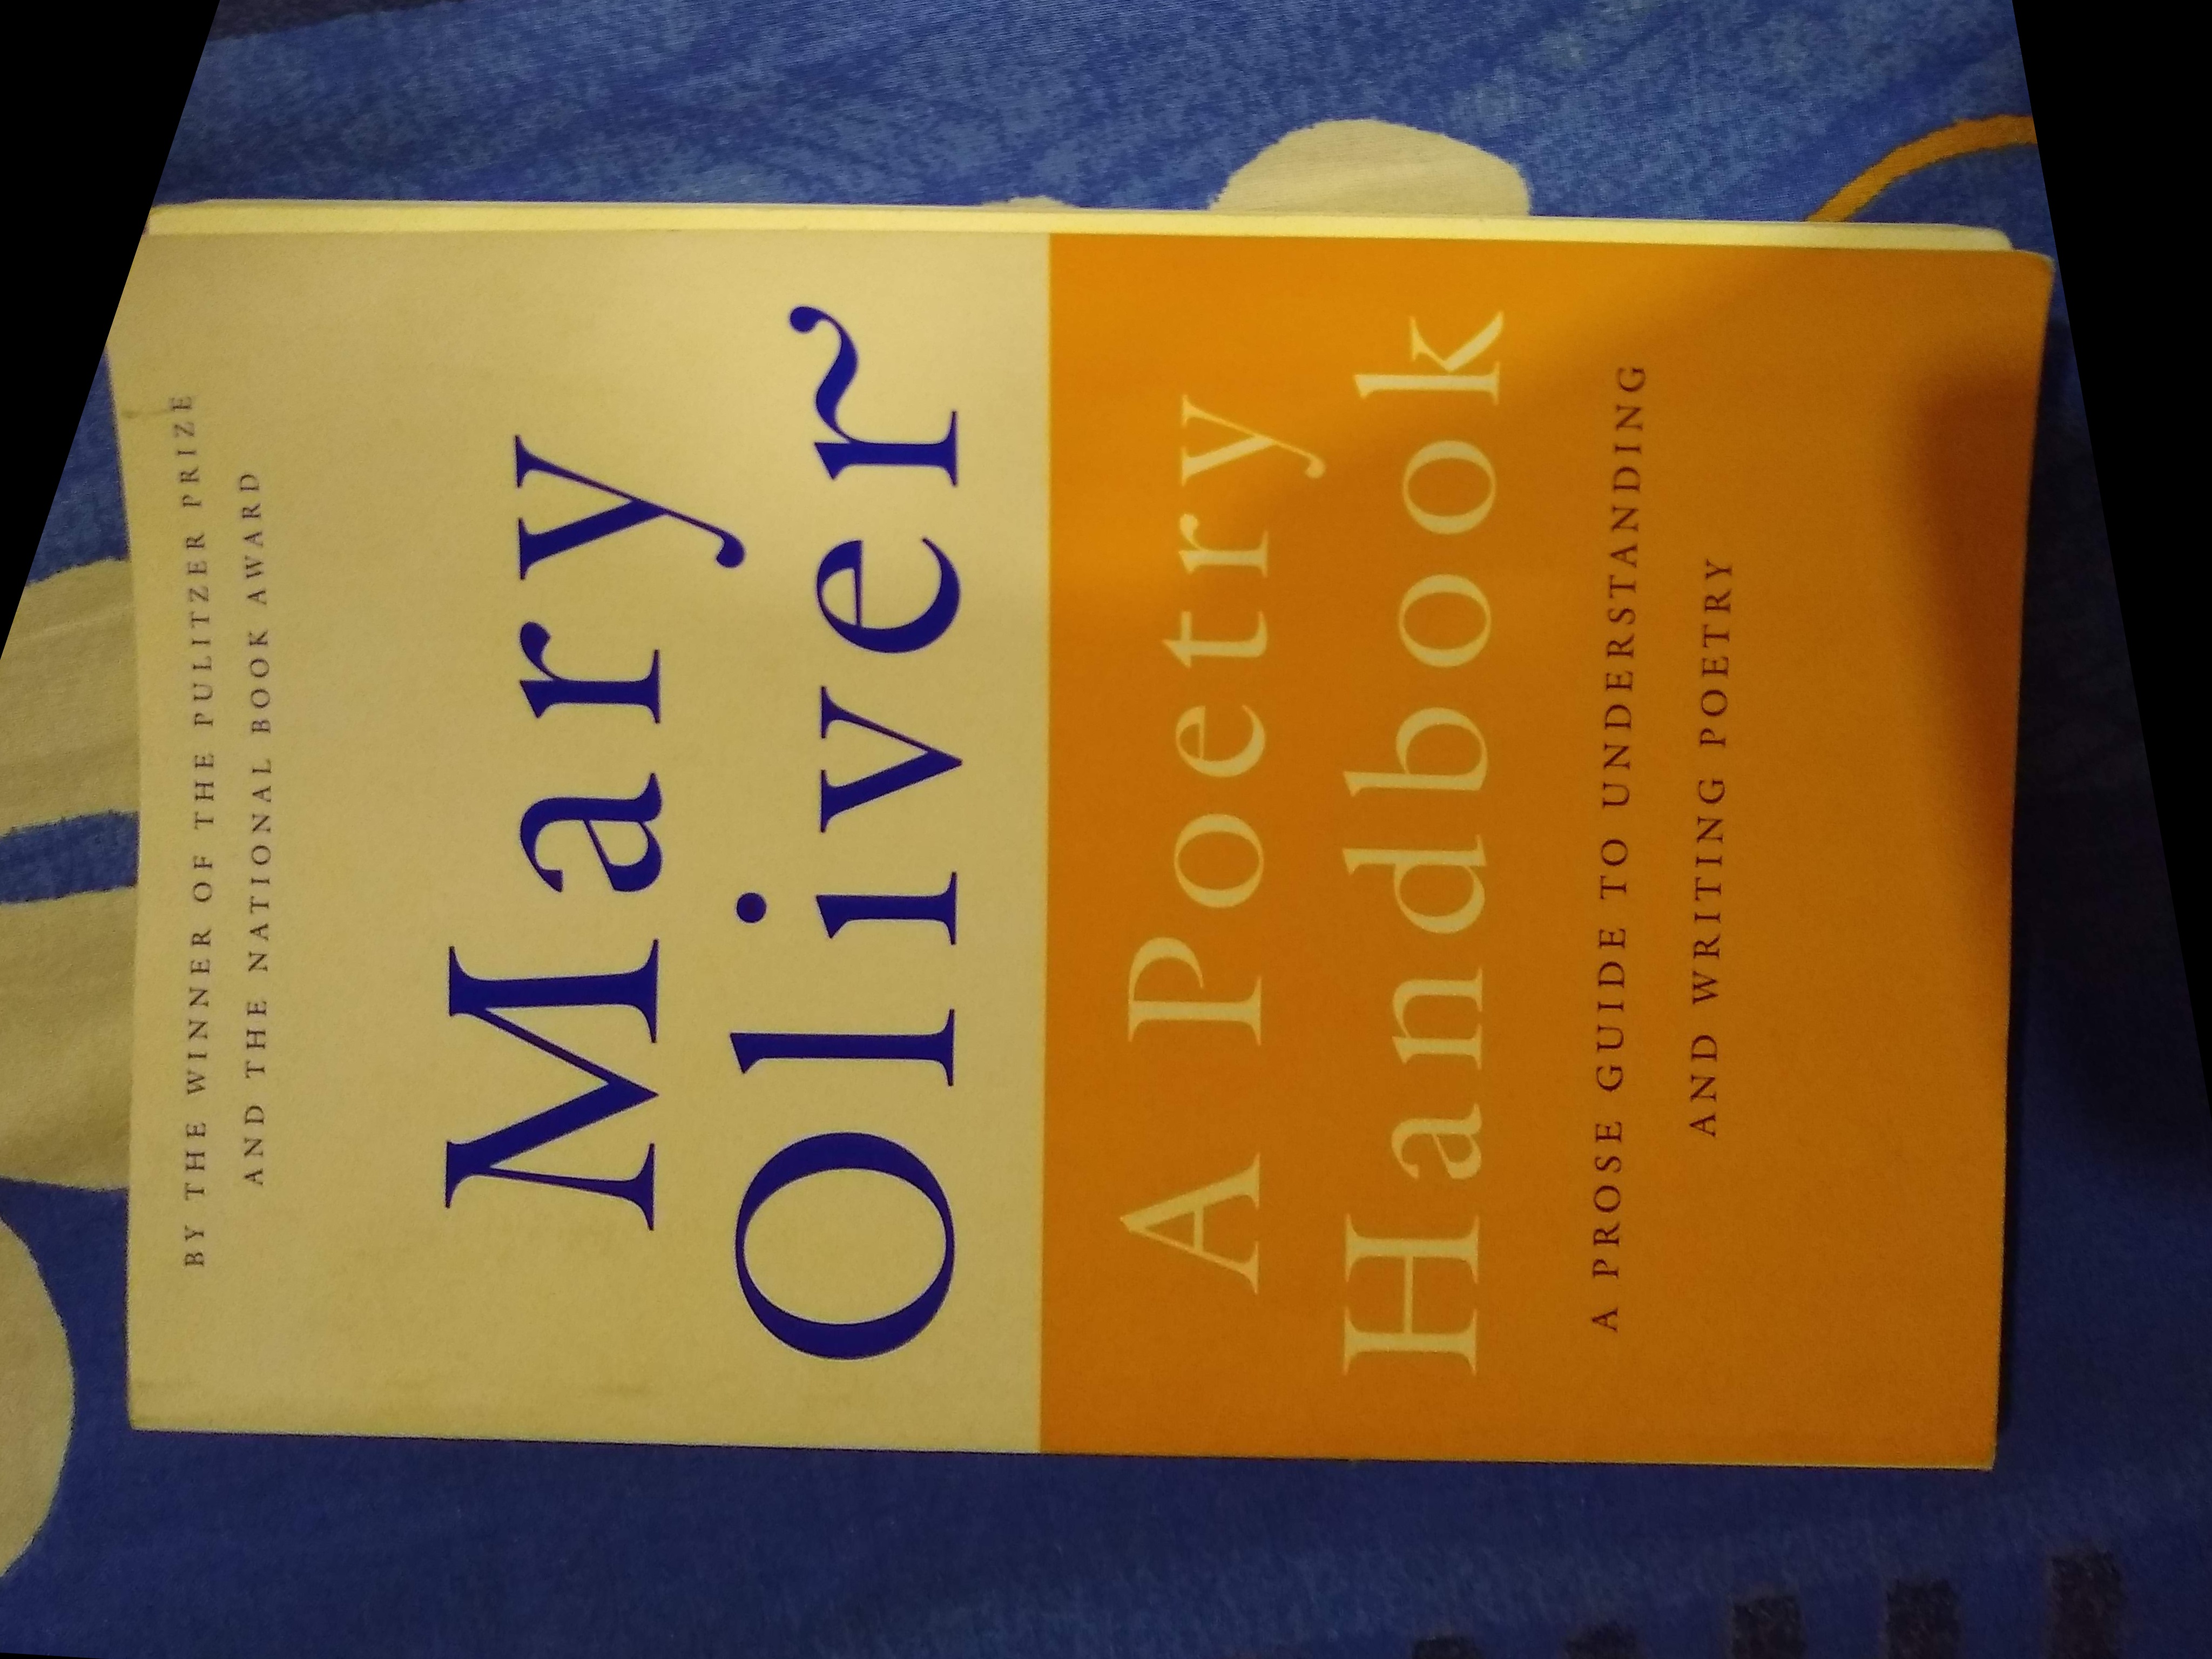 BY THE WINNER OF THE PULITZER PRIZE
AND THE NATIONAL BOOK AWARD
Mary
Oliver
A Poetry
Handbook
A PROSE GUIDE TO UNDERSTANDING
AND WRITING POETRY